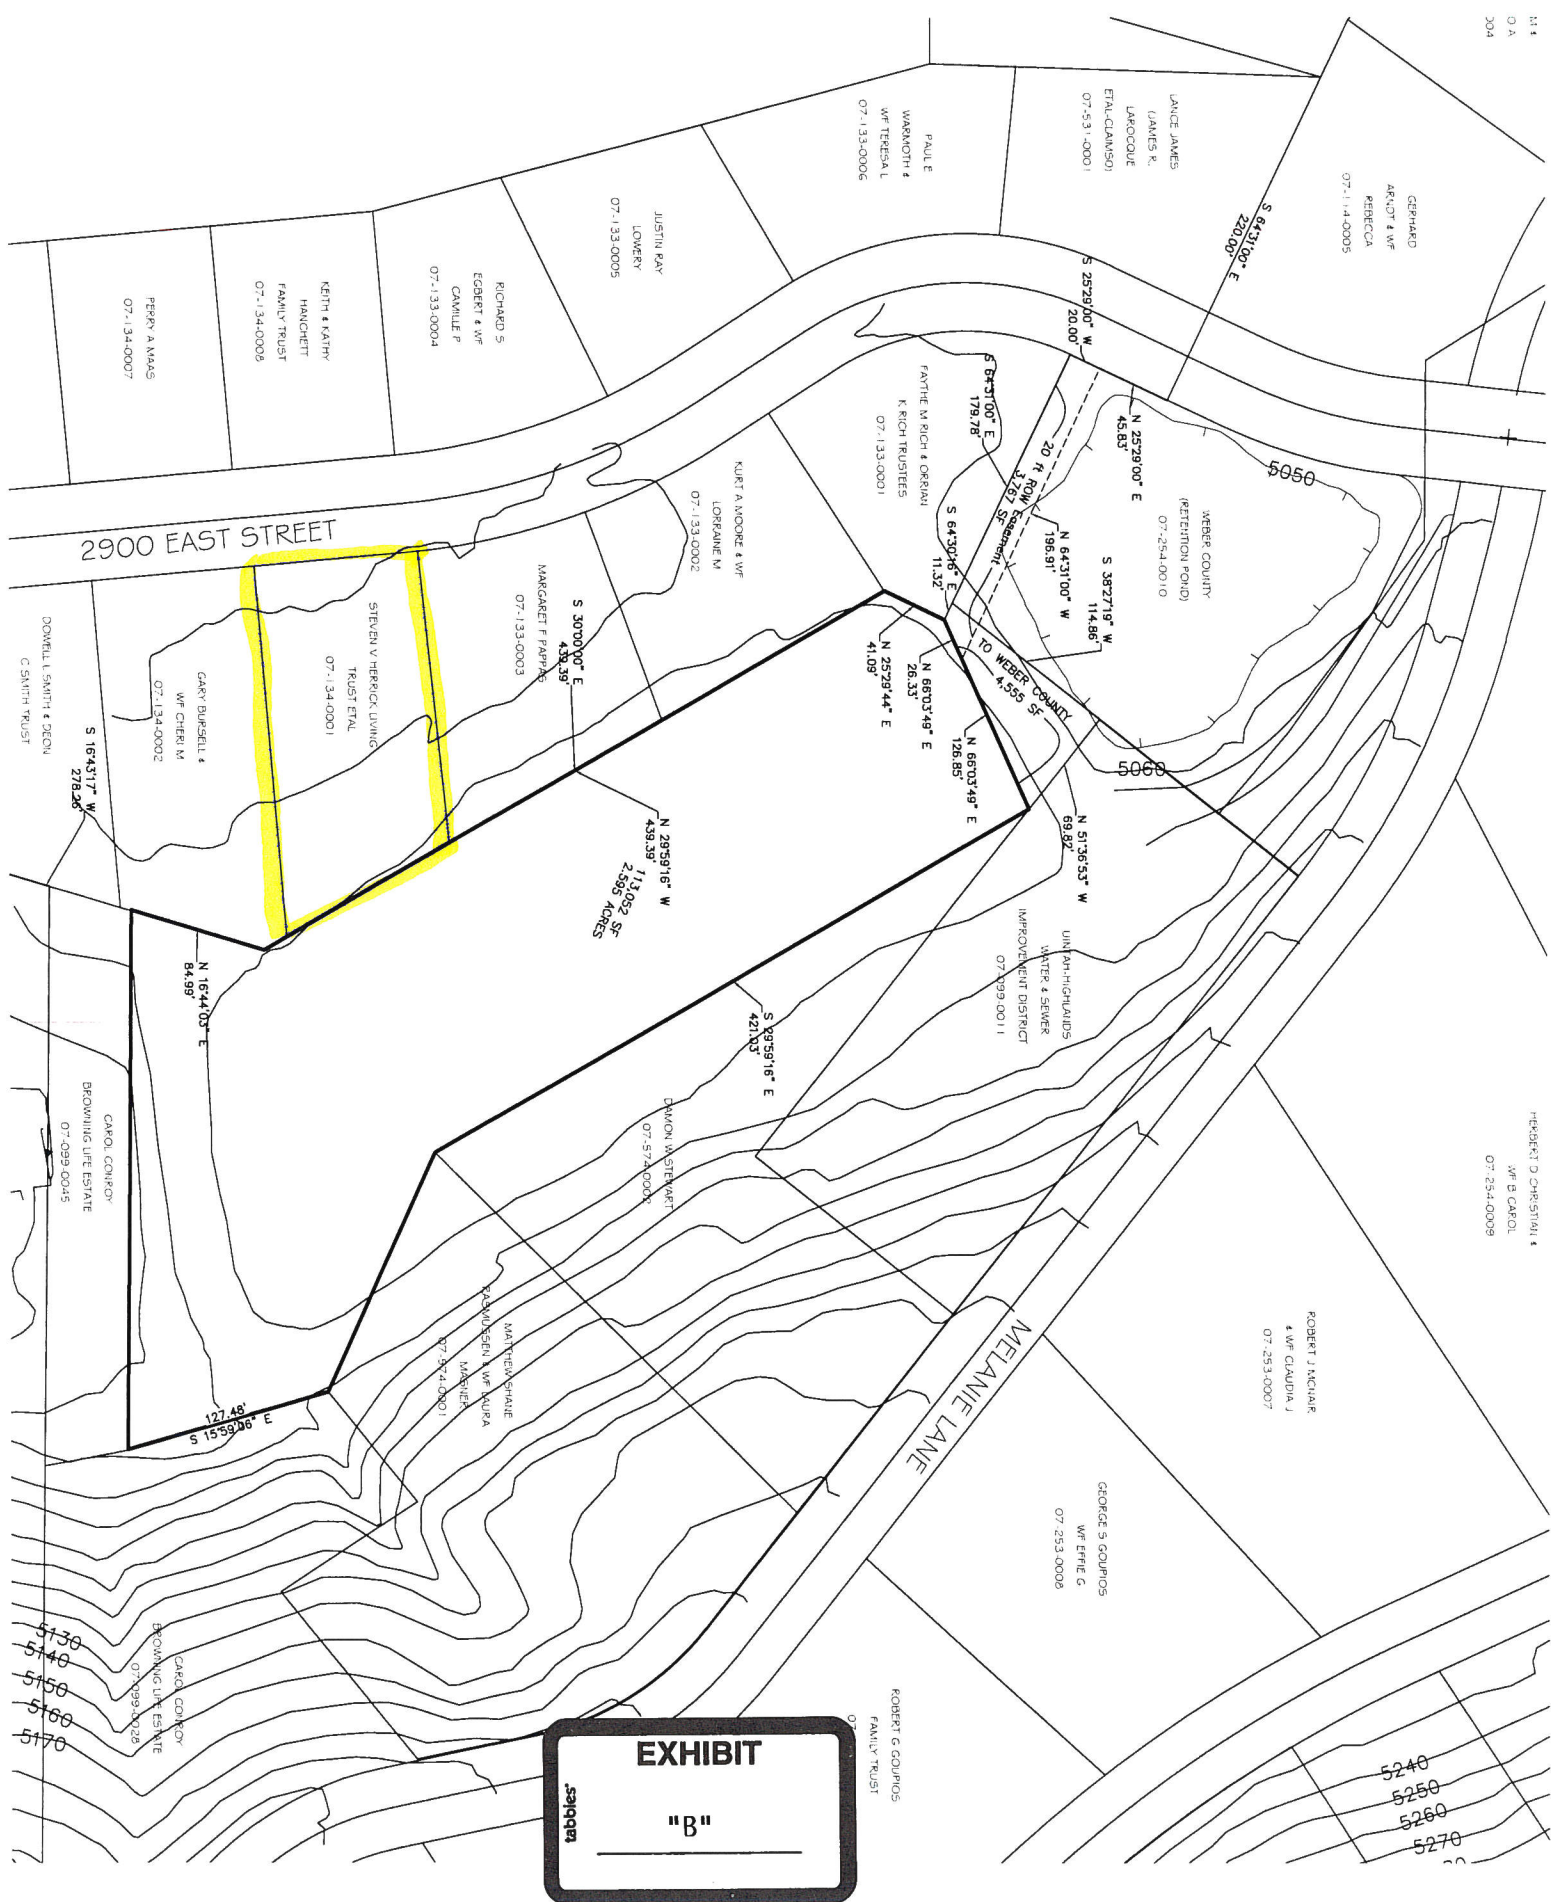 M &
O A
004
GERHARD
ARNDT & WF
REBECCA
07-114-0005
S 64°31'00" E
220.00'
LANCE JAMES
(JAMES R.
LAROCQUE
ETAL-CLAIMSO)
07-531-0001
PAUL E
WARMOTH &
WF TERESA L
07-133-0006
JUSTIN RAY
LOWERY
07-133-0005
RICHARD S
EGBERT & WF
CAMILLE P
07-133-0004
KEITH & KATHY
HANCHETT
FAMILY TRUST
07-134-0008
PERRY A MAAS
07-134-0007
S 25°29'00" W
20.00'
N 25°29'00" E
45.83'
5050
WEBER COUNTY
(RETENTION POND)
07-254-0010
S 64°31'00" E
179.78'
20 ft ROW Easement
3,767 SF
N 64°31'00" W
196.91'
S 38°27'19" W
114.86'
FAYTHE M RICH & ORRIAN
K RICH TRUSTEES
07-133-0001
S 64°30'16" E
11.32'
KURT A MOORE & WF
LORRAINE M
07-133-0002
MARGARET F PAPPAS
07-133-0003
2900 EAST STREET
STEVEN V HERRICK LIVING
TRUST ETAL
07-134-0001
GARY BURSELL &
WF CHERI M
07-134-0002
DOWELL L SMITH & DEON
C SMITH TRUST
S 16°43'17" W
278.26'
S 30°00'00" E
439.39'
N 25°29'44" E
41.09'
N 66°03'49" E
26.33'
TO WEBER COUNTY
4,555 SF
N 66°03'49" E
126.85'
5060
N 51°36'53" W
69.82'
N 29°59'16" W
439.39'
113,052 SF
2.595 ACRES
UINTAH-HIGHLANDS
WATER & SEWER
IMPROVEMENT DISTRICT
07-099-0011
N 16°44'03" E
84.99'
S 29°59'16" E
421.03'
DAMON W STEWART
07-574-0002
CAROL CONROY
BROWNING LIFE ESTATE
07-099-0045
HERBERT D CHRISTIAN &
WF B CAROL
07-254-0009
ROBERT J MCNAIR
& WF CLAUDIA J
07-253-0007
MELANIE LANE
MATTHEW SHANE
RASMUSSEN & WF LAURA
MASNER
07-574-0001
127.48'
S 15°59'06" E
GEORGE S GOUPIOS
WF EFFIE G
07-253-0008
CAROL CONROY
BROWNING LIFE ESTATE
07-099-0028
5130
5140
5150
5160
5170
ROBERT G GOUPIOS
FAMILY TRUST
07
5240
5250
5260
5270
EXHIBIT
"B"
tabbies®